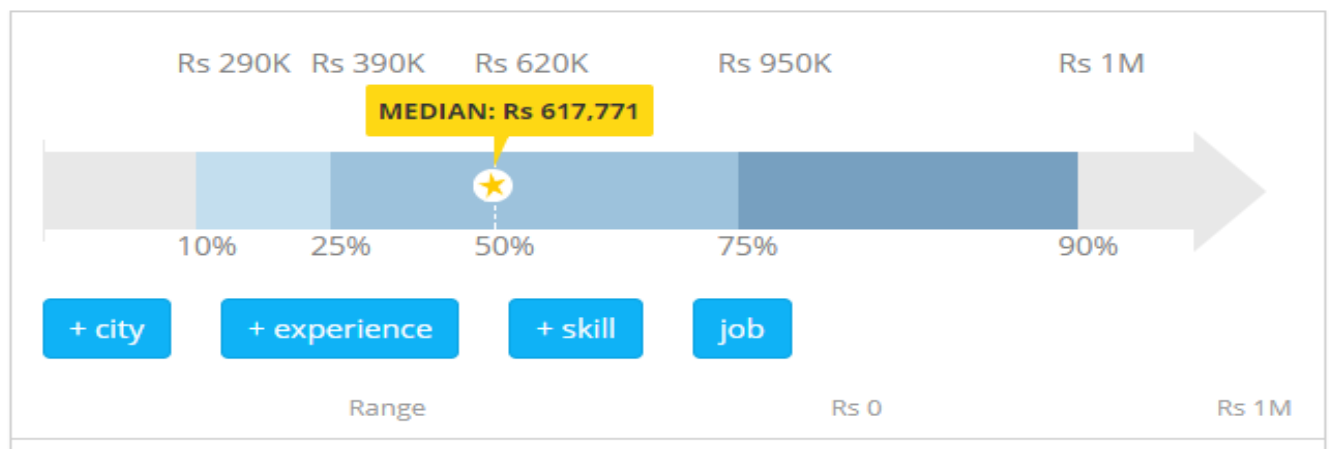 Rs 290K Rs 390K Rs 620K Rs 950K Rs 1M
MEDIAN: Rs 617,771
10% 25% 50% 75% 90%
+ city + experience + skill job
Range Rs 0 Rs 1M